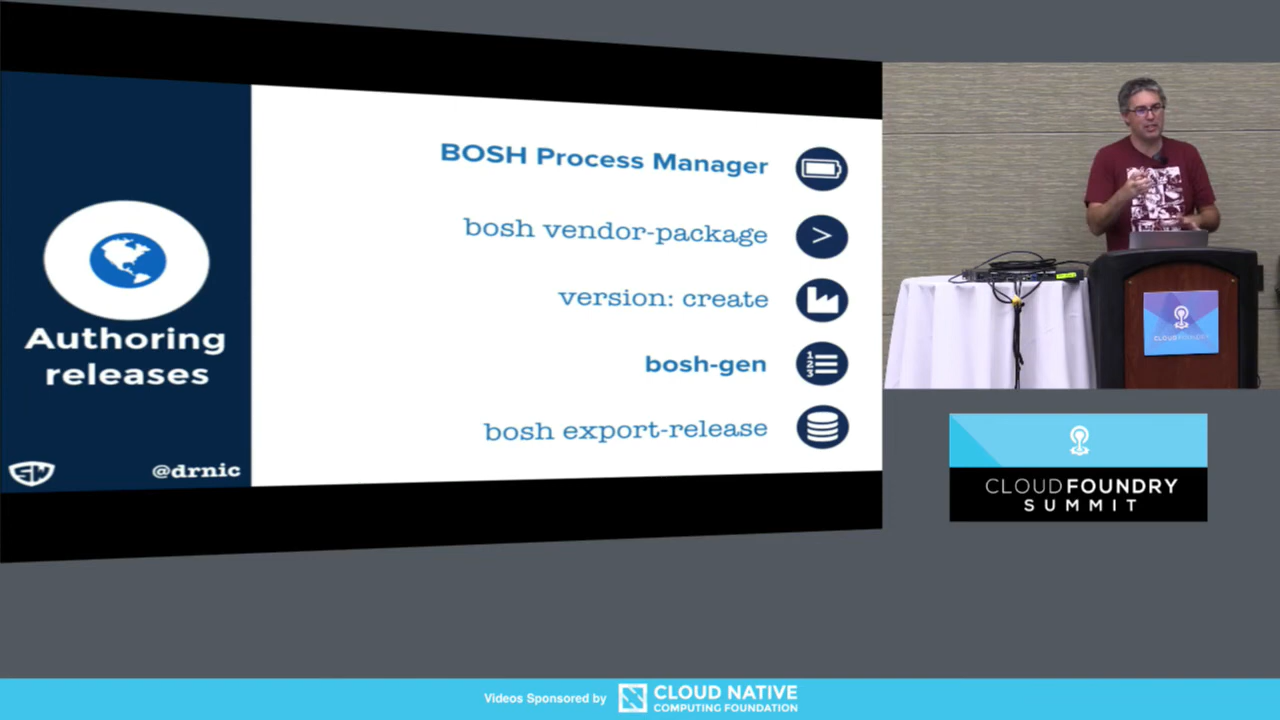 BOSH Process Manager
bosh vendor-package
version: create
bosh-gen
bosh export-release
Authoring
releases
SW
@drnic
CLOUD FOUNDRY
CLOUDFOUNDRY
SUMMIT
Videos Sponsored by
CLOUD NATIVE
COMPUTING FOUNDATION